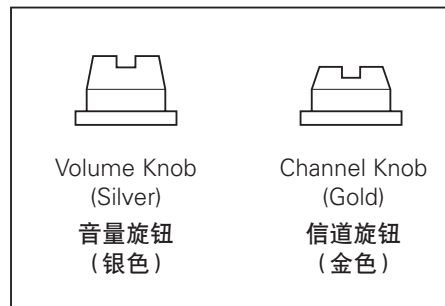 Volume Knob
(Silver)
音量旋钮
（银色）
Channel Knob
(Gold)
信道旋钮
（金色）